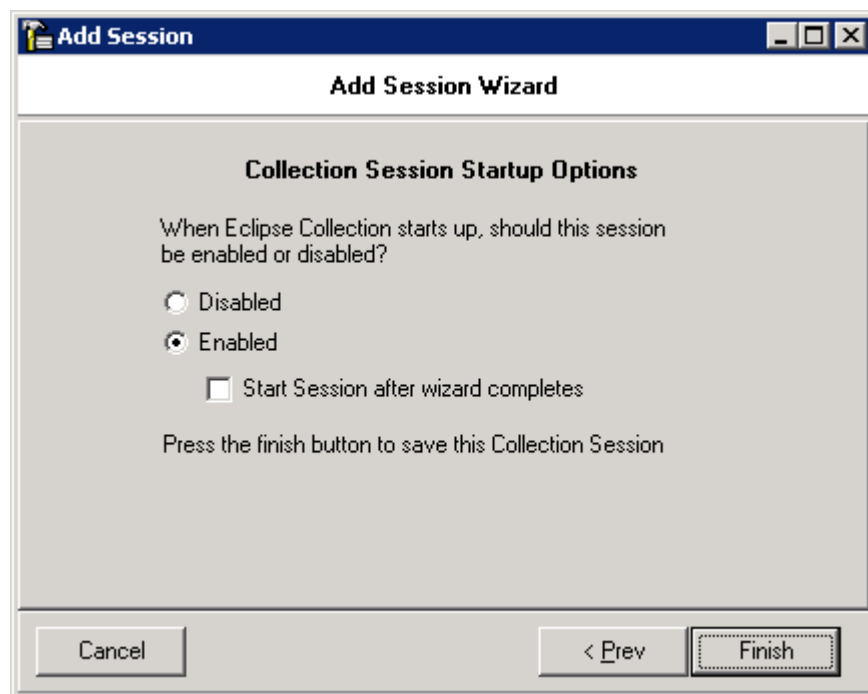 Add Session
Add Session Wizard
Collection Session Startup Options
When Eclipse Collection starts up, should this session
be enabled or disabled?
Disabled
Enabled
Start Session after wizard completes
Press the finish button to save this Collection Session
Cancel
< Prev
Finish